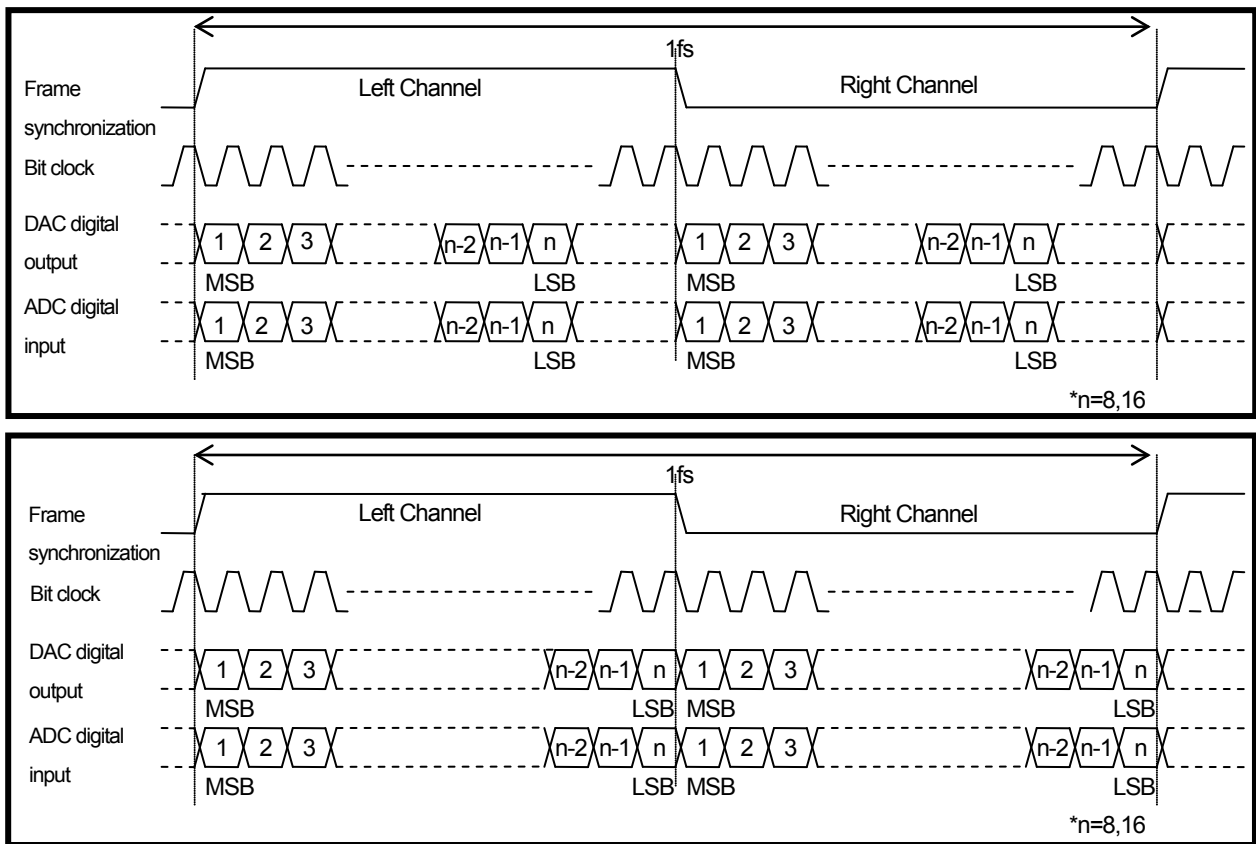 1fs
Frame
synchronization
Left Channel
Right Channel
Bit clock
DAC digital
output
1 2 3 n-2 n-1 n 1 2 3 n-2 n-1 n
MSB LSB MSB LSB
ADC digital
input
1 2 3 n-2 n-1 n 1 2 3 n-2 n-1 n
MSB LSB MSB LSB
*n=8,16
1fs
Frame
synchronization
Left Channel
Right Channel
Bit clock
DAC digital
output
1 2 3 n-2 n-1 n 1 2 3 n-2 n-1 n
MSB LSB MSB LSB
ADC digital
input
1 2 3 n-2 n-1 n 1 2 3 n-2 n-1 n
MSB LSB MSB LSB
*n=8,16